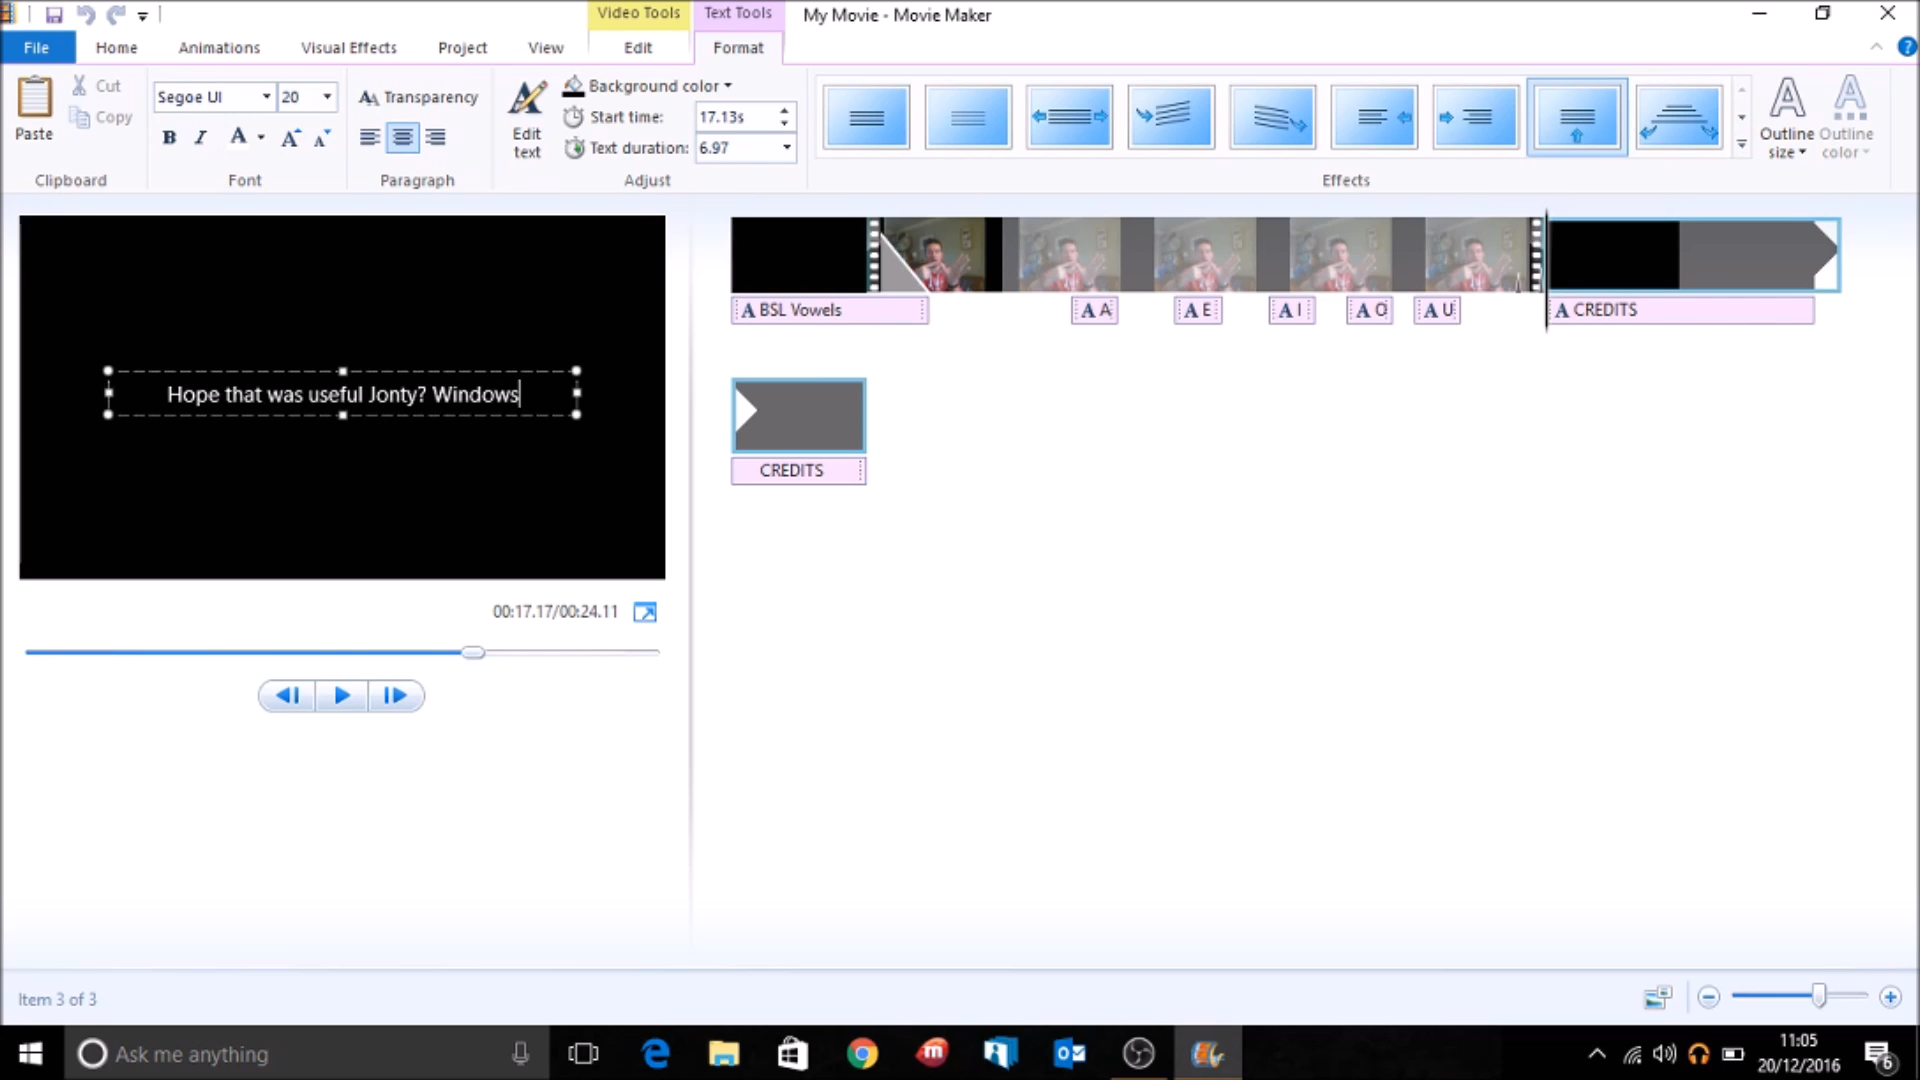 Video Tools
Text Tools
My Movie - Movie Maker
File
Home
Animations
Visual Effects
Project
View
Edit
Format
Paste
Cut
Copy
Clipboard
Segoe UI
20
B
I
A
A
A
Font
Transparency
Paragraph
Edit text
Background color
Start time:
17.13s
Text duration:
6.97
Adjust
Effects
Outline size
Outline color
Hope that was useful Jonty? Windows
00:17.17/00:24.11
A BSL Vowels
A A
A E
A I
A O
A U
A CREDITS
CREDITS
Item 3 of 3
Ask me anything
11:05
20/12/2016
6